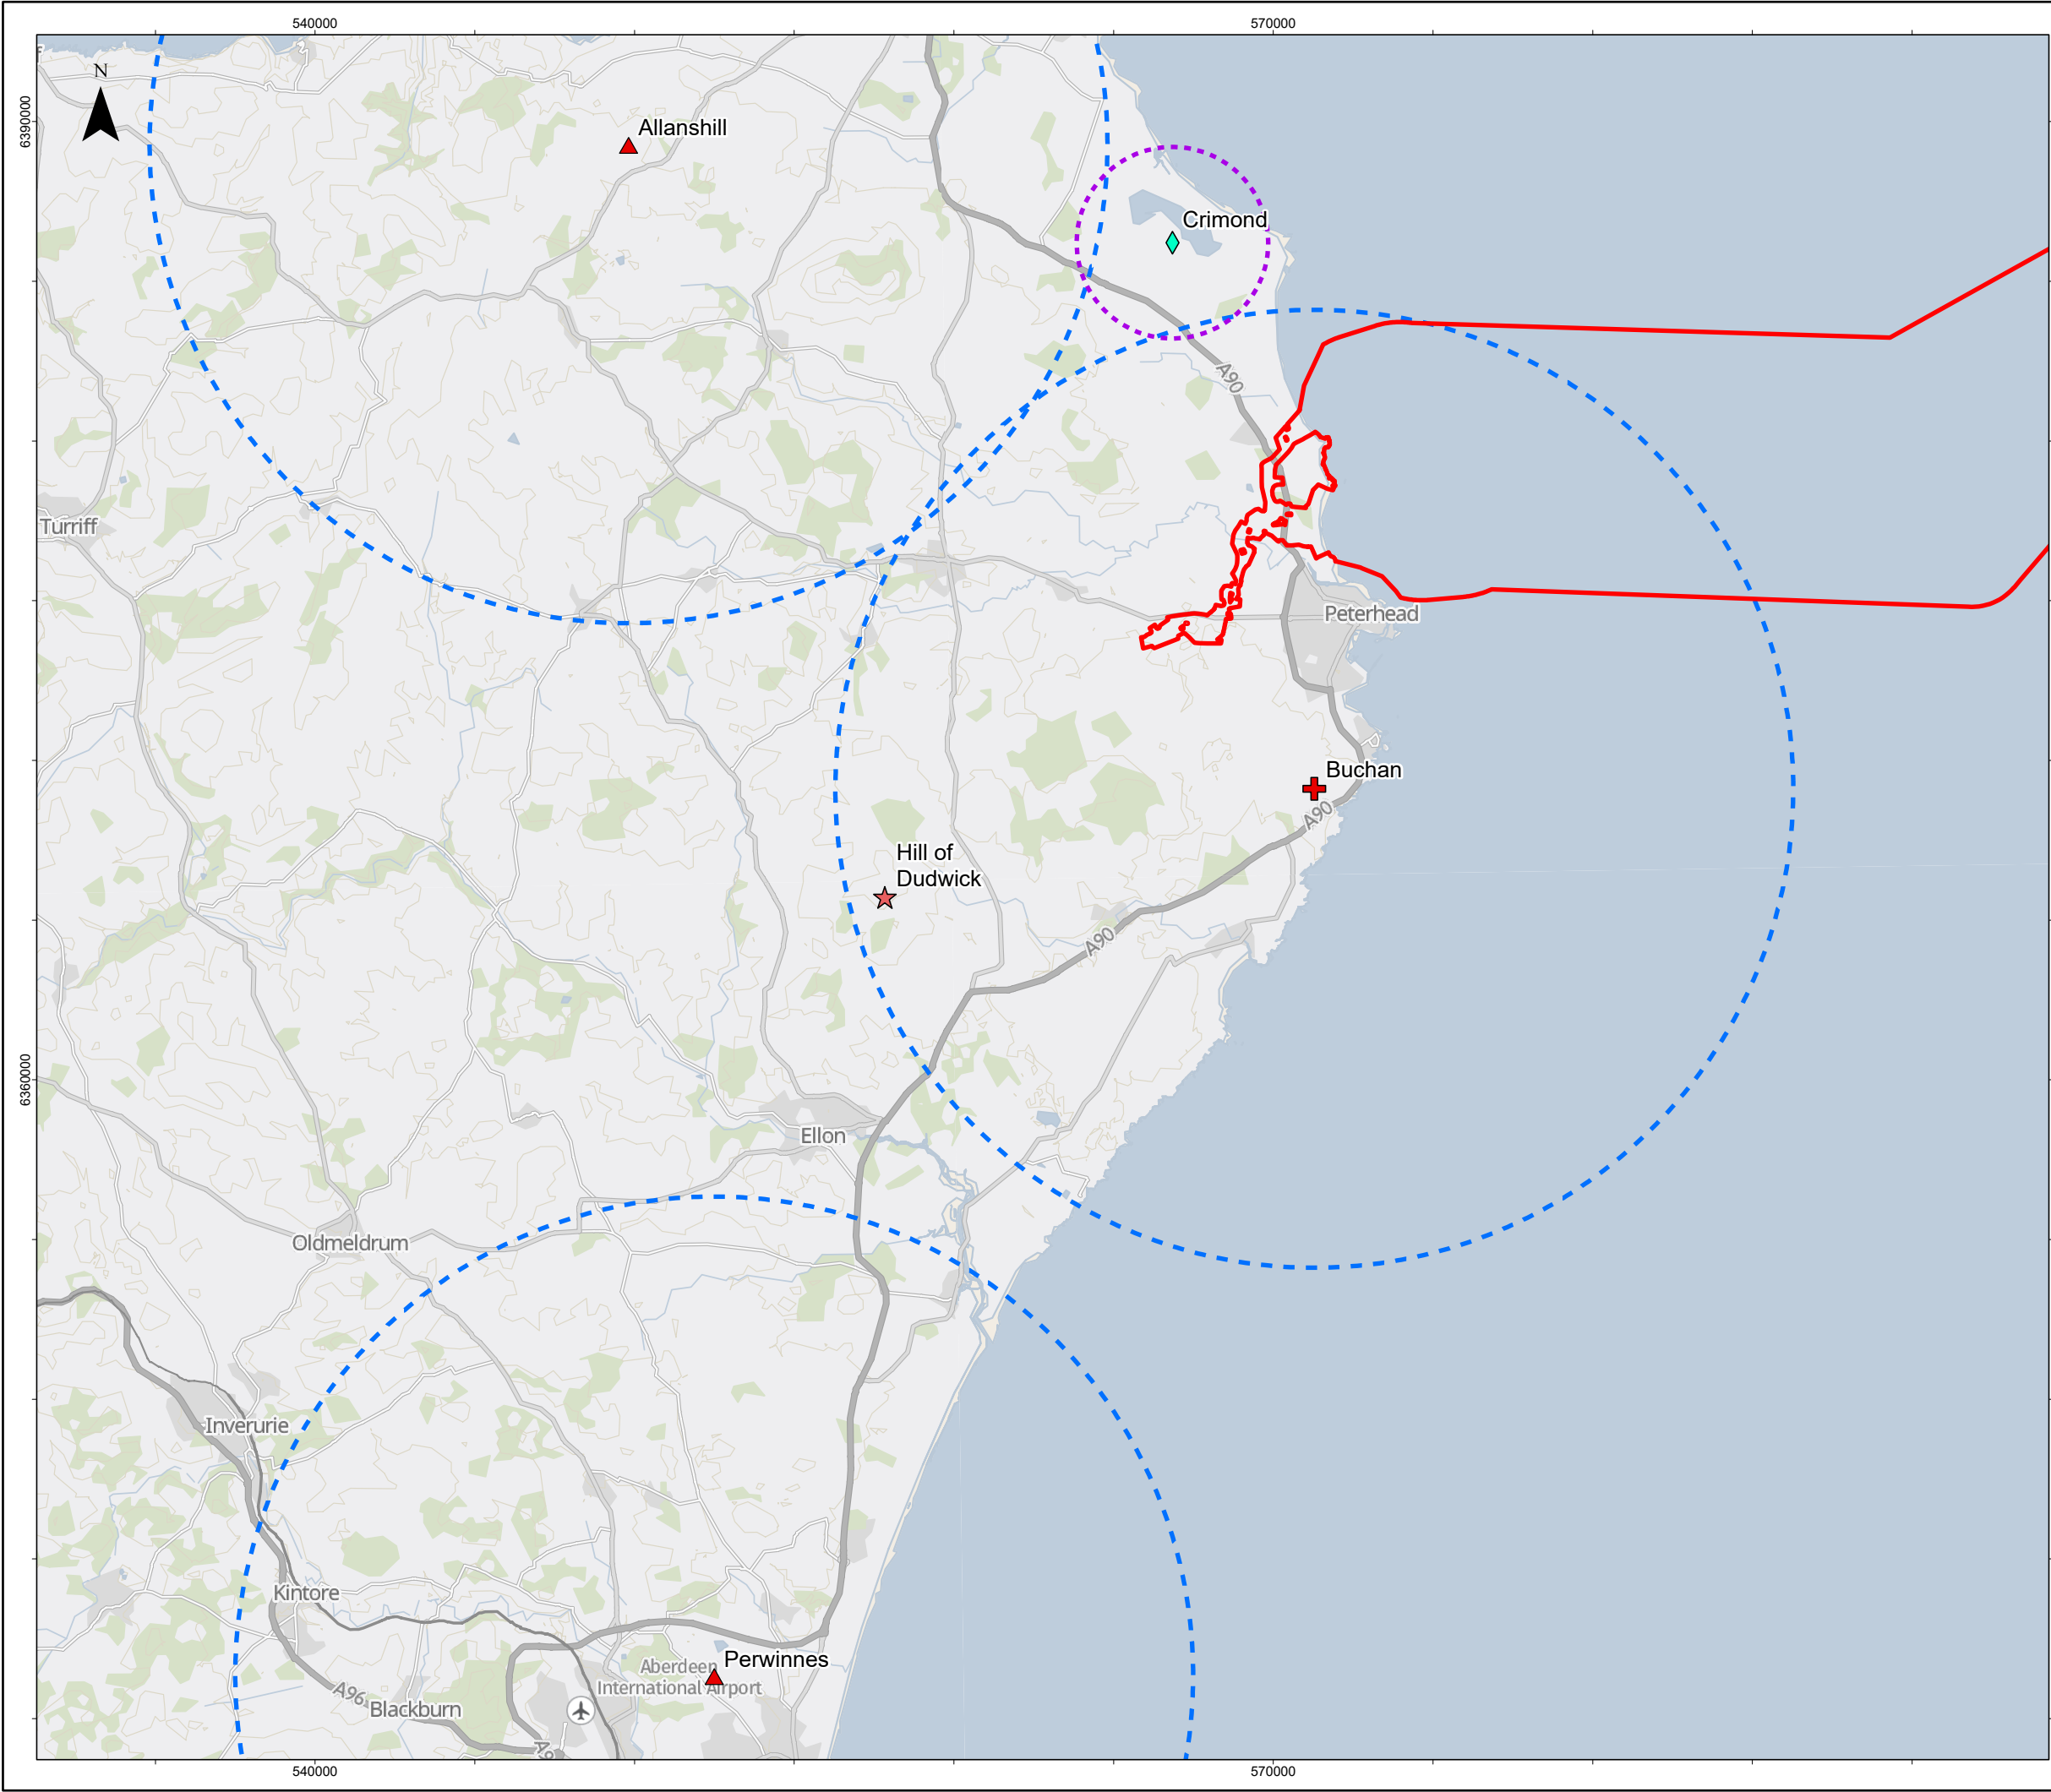 540000
570000
N
6390000
Allanshill
Crimond
A90
Turriff
Peterhead
Buchan
A90
Hill of
Dudwick
A90
6360000
Ellon
Oldmeldrum
Inverurie
Kintore
Perwinnes
Aberdeen
International Airport
A96
Blackburn
540000
570000